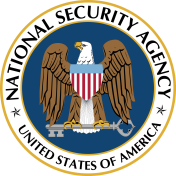 NATIONAL SECURITY AGENCY
UNITED STATES OF AMERICA